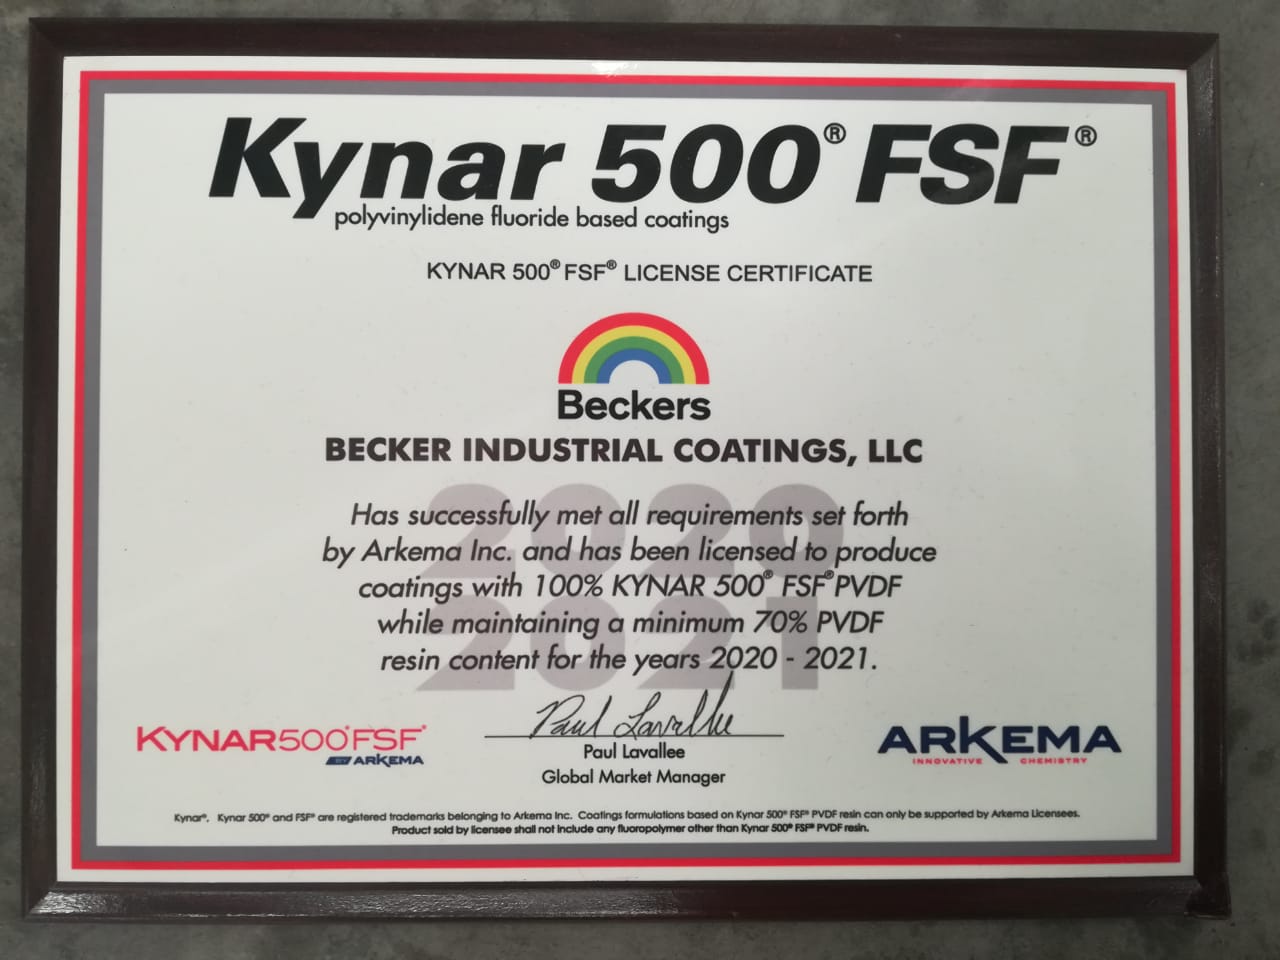 Kynar 500® FSF®
polyvinylidene fluoride based coatings
KYNAR 500® FSF® LICENSE CERTIFICATE
Beckers
BECKER INDUSTRIAL COATINGS, LLC
2020
2021
Has successfully met all requirements set forth
by Arkema Inc. and has been licensed to produce
coatings with 100% KYNAR 500® FSF® PVDF
while maintaining a minimum 70% PVDF
resin content for the years 2020 - 2021.
Paul Lavallee
KYNAR500®FSF®
BY ARKEMA
Paul Lavallee
Global Market Manager
ARKEMA
INNOVATIVE CHEMISTRY
Kynar®, Kynar 500® and FSF® are registered trademarks belonging to Arkema Inc. Coatings formulations based on Kynar 500® FSF® PVDF resin can only be supported by Arkema Licensees.
Product sold by licensee shall not include any fluoropolymer other than Kynar 500® FSF® PVDF resin.